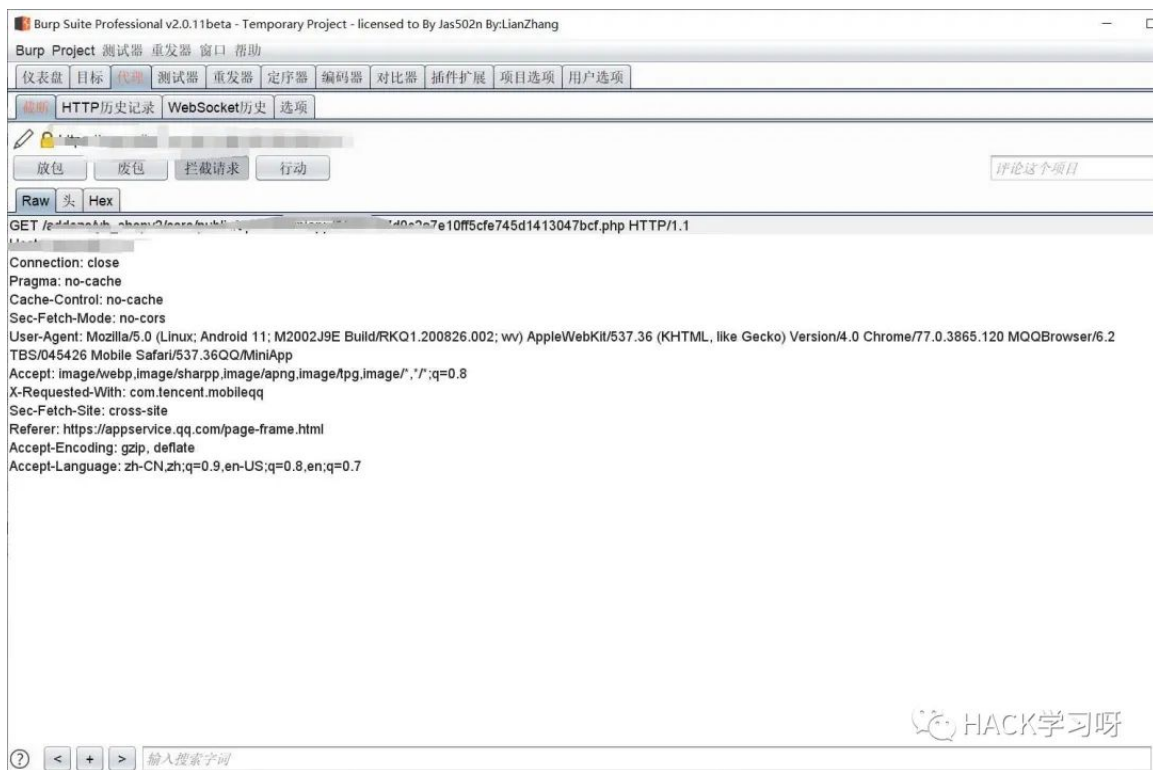 Burp Suite Professional v2.0.11beta - Temporary Project - licensed to By Jas502n By:LianZhang
Burp Project 测试器 重发器 窗口 帮助
仪表盘 目标 代理 测试器 重发器 定序器 编码器 对比器 插件扩展 项目选项 用户选项
截断 HTTP历史记录 WebSocket历史 选项
放包 废包 拦截请求 行动 评论这个项目
Raw 头 Hex
GET HTTP/1.1
Connection: close
Pragma: no-cache
Cache-Control: no-cache
Sec-Fetch-Mode: no-cors
User-Agent: Mozilla/5.0 (Linux; Android 11; M2002J9E Build/RKQ1.200826.002; wv) AppleWebKit/537.36 (KHTML, like Gecko) Version/4.0 Chrome/77.0.3865.120 MQQBrowser/6.2
TBS/045426 Mobile Safari/537.36QQ/MiniApp
Accept: image/webp,image/sharpp,image/apng,image/tpg,image/*,*/*;q=0.8
X-Requested-With: com.tencent.mobileqq
Sec-Fetch-Site: cross-site
Referer: https://appservice.qq.com/page-frame.html
Accept-Encoding: gzip, deflate
Accept-Language: zh-CN,zh;q=0.9,en-US;q=0.8,en;q=0.7
HACK学习呀
? < + > 输入搜索字词